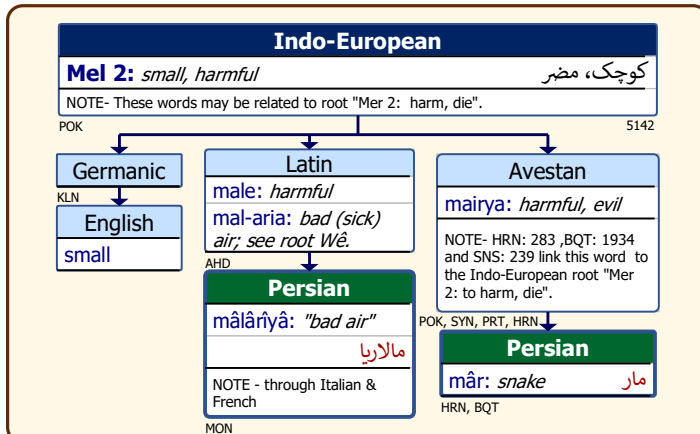 Indo-European
Mel 2: small, harmful کوچک، مضر
NOTE- These words may be related to root "Mer 2: harm, die".
POK 5142
Germanic
KLN
English
small
Latin
male: harmful
mal-aria: bad (sick)
air; see root Wê.
AHD
Persian
mâlârîyâ: "bad air"
مالاریا
NOTE - through Italian &
French
MON
Avestan
mairya: harmful, evil
NOTE- HRN: 283 ,BQT: 1934
and SNS: 239 link this word to
the Indo-European root "Mer
2: to harm, die".
POK, SYN, PRT, HRN
Persian
mâr: snake مار
HRN, BQT